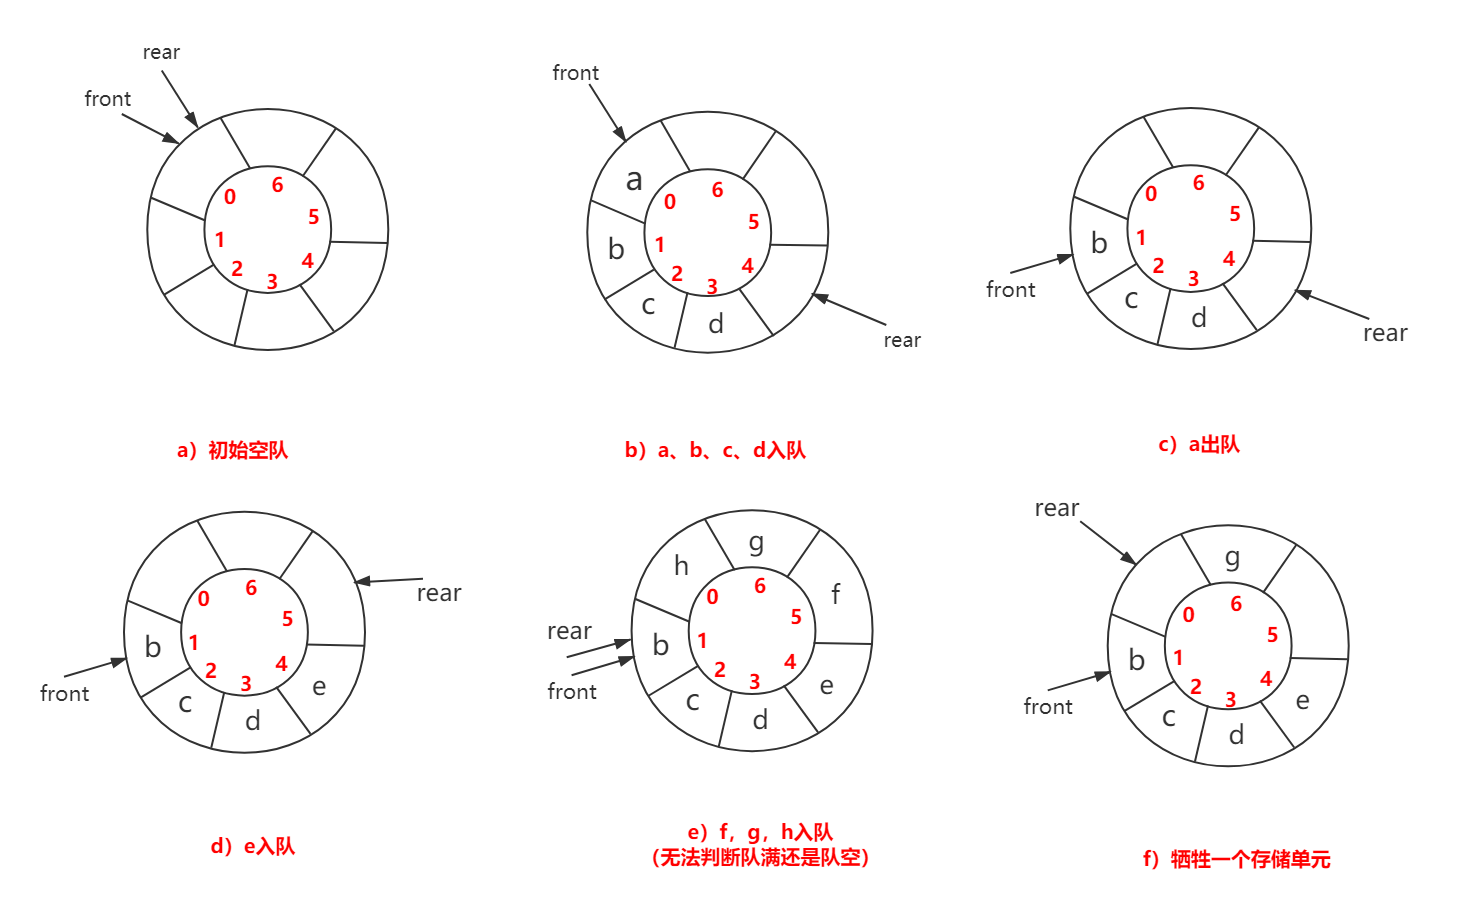 rear
front
0
6
5
1
4
2
3
a）初始空队
front
a
0
6
5
b
1
4
2
3
c
d
rear
b）a、b、c、d入队
0
6
5
b
1
4
2
3
c
d
front
rear
c）a出队
0
6
5
b
1
4
2
3
c
d
e
rear
front
d）e入队
h
g
f
0
6
5
b
1
4
2
3
c
d
e
rear
front
e）f，g，h入队
（无法判断队满还是队空）
rear
g
0
6
5
b
1
4
2
3
c
d
e
front
f）牺牲一个存储单元